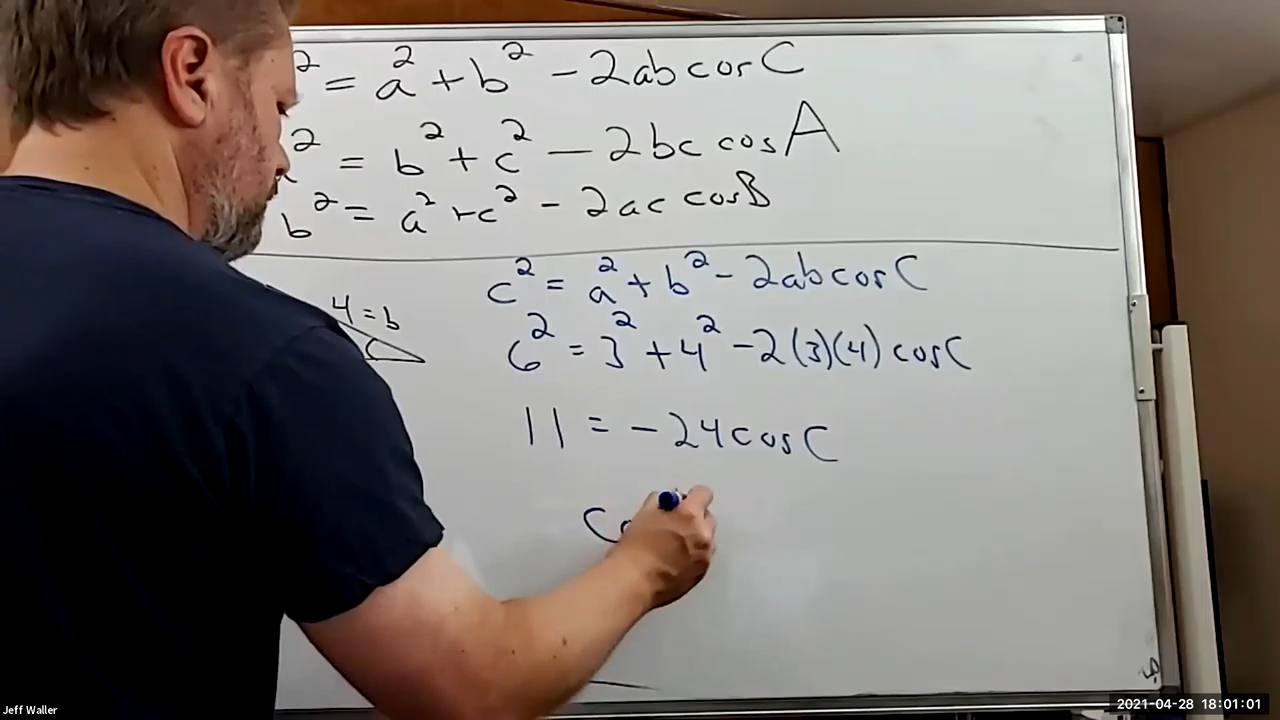 ² = a² + b² - 2ab cos C
² = b² + c² - 2bc cos A
b² = a² + c² - 2ac cos B
4 = b
c² = a² + b² - 2ab cos C
6² = 3² + 4² - 2(3)(4) cos C
11 = -24 cos C
Co
Jeff Waller
2021-04-28 18:01:01